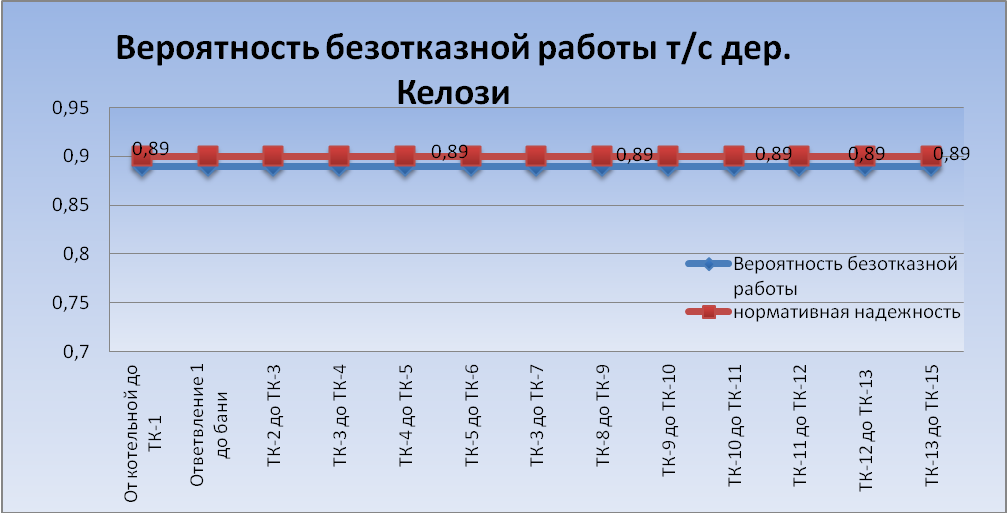 Вероятность безотказной работы т/с дер.
Келози
0,95
0,9
0,85
0,8
0,75
0,7
0,89
0,89
0,89
0,89
0,89
0,89
Вероятность безотказной
работы
нормативная надежность
От котельной до
ТК-1
Ответвление 1
до бани
ТК-2 до ТК-3
ТК-3 до ТК-4
ТК-4 до ТК-5
ТК-5 до ТК-6
ТК-3 до ТК-7
ТК-8 до ТК-9
ТК-9 до ТК-10
ТК-10 до ТК-11
ТК-11 до ТК-12
ТК-12 до ТК-13
ТК-13 до ТК-15